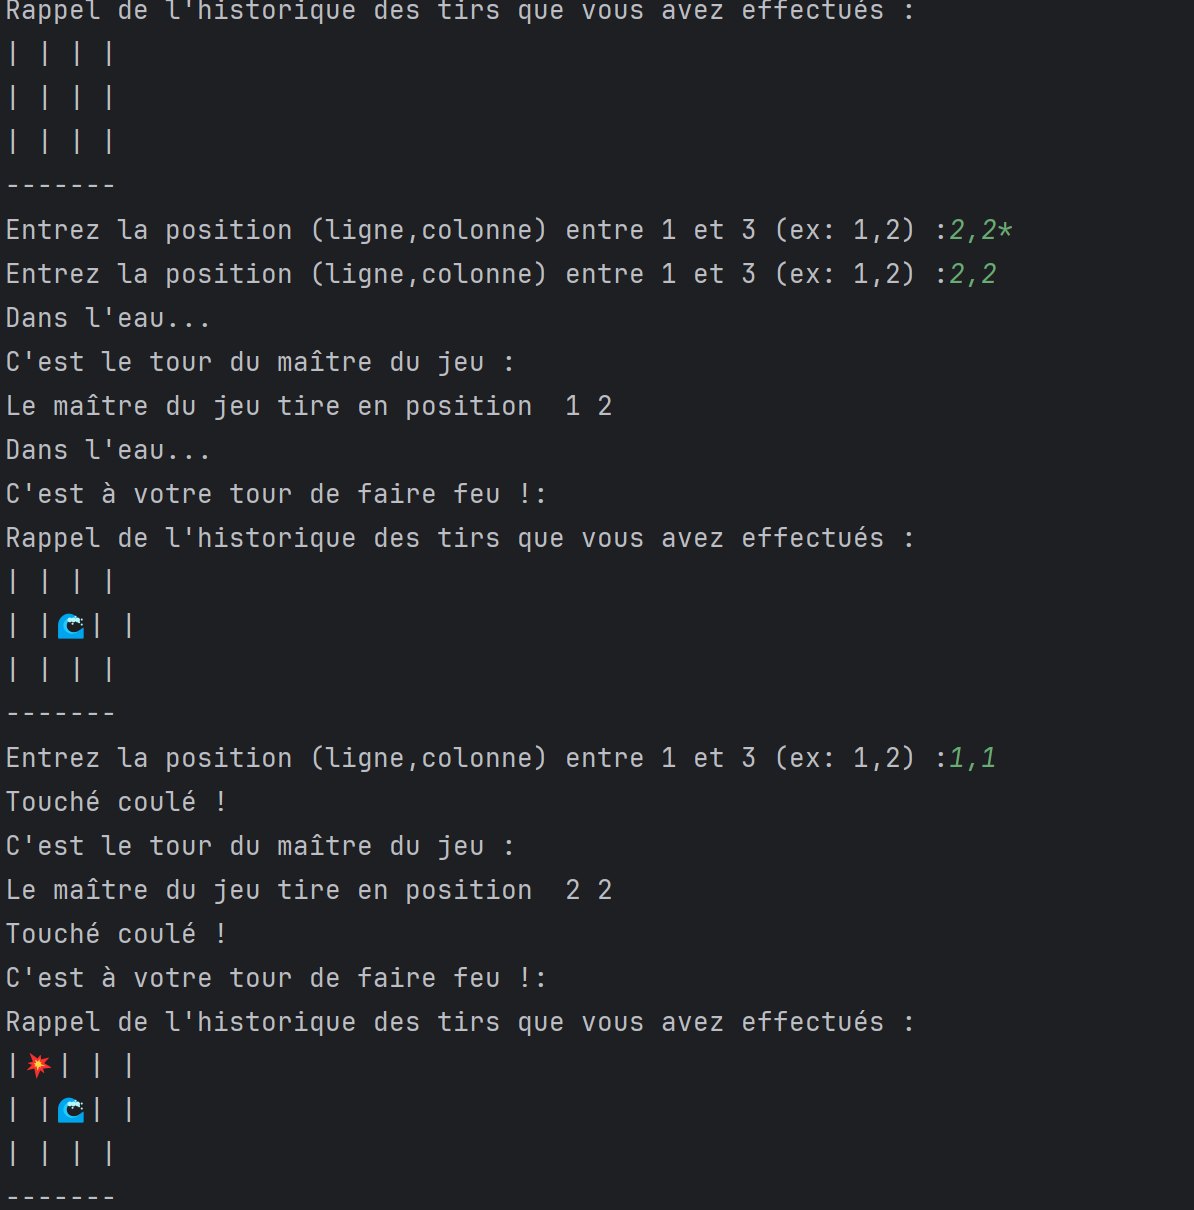 Rappel de l'historique des tirs que vous avez effectués :
| | | |
| | | |
| | | |
-------
Entrez la position (ligne,colonne) entre 1 et 3 (ex: 1,2) :2,2*
Entrez la position (ligne,colonne) entre 1 et 3 (ex: 1,2) :2,2
Dans l'eau...
C'est le tour du maître du jeu :
Le maître du jeu tire en position  1 2
Dans l'eau...
C'est à votre tour de faire feu !:
Rappel de l'historique des tirs que vous avez effectués :
| | | |
| |🌊| |
| | | |
-------
Entrez la position (ligne,colonne) entre 1 et 3 (ex: 1,2) :1,1
Touché coulé !
C'est le tour du maître du jeu :
Le maître du jeu tire en position  2 2
Touché coulé !
C'est à votre tour de faire feu !:
Rappel de l'historique des tirs que vous avez effectués :
|💥| | |
| |🌊| |
| | | |
-------